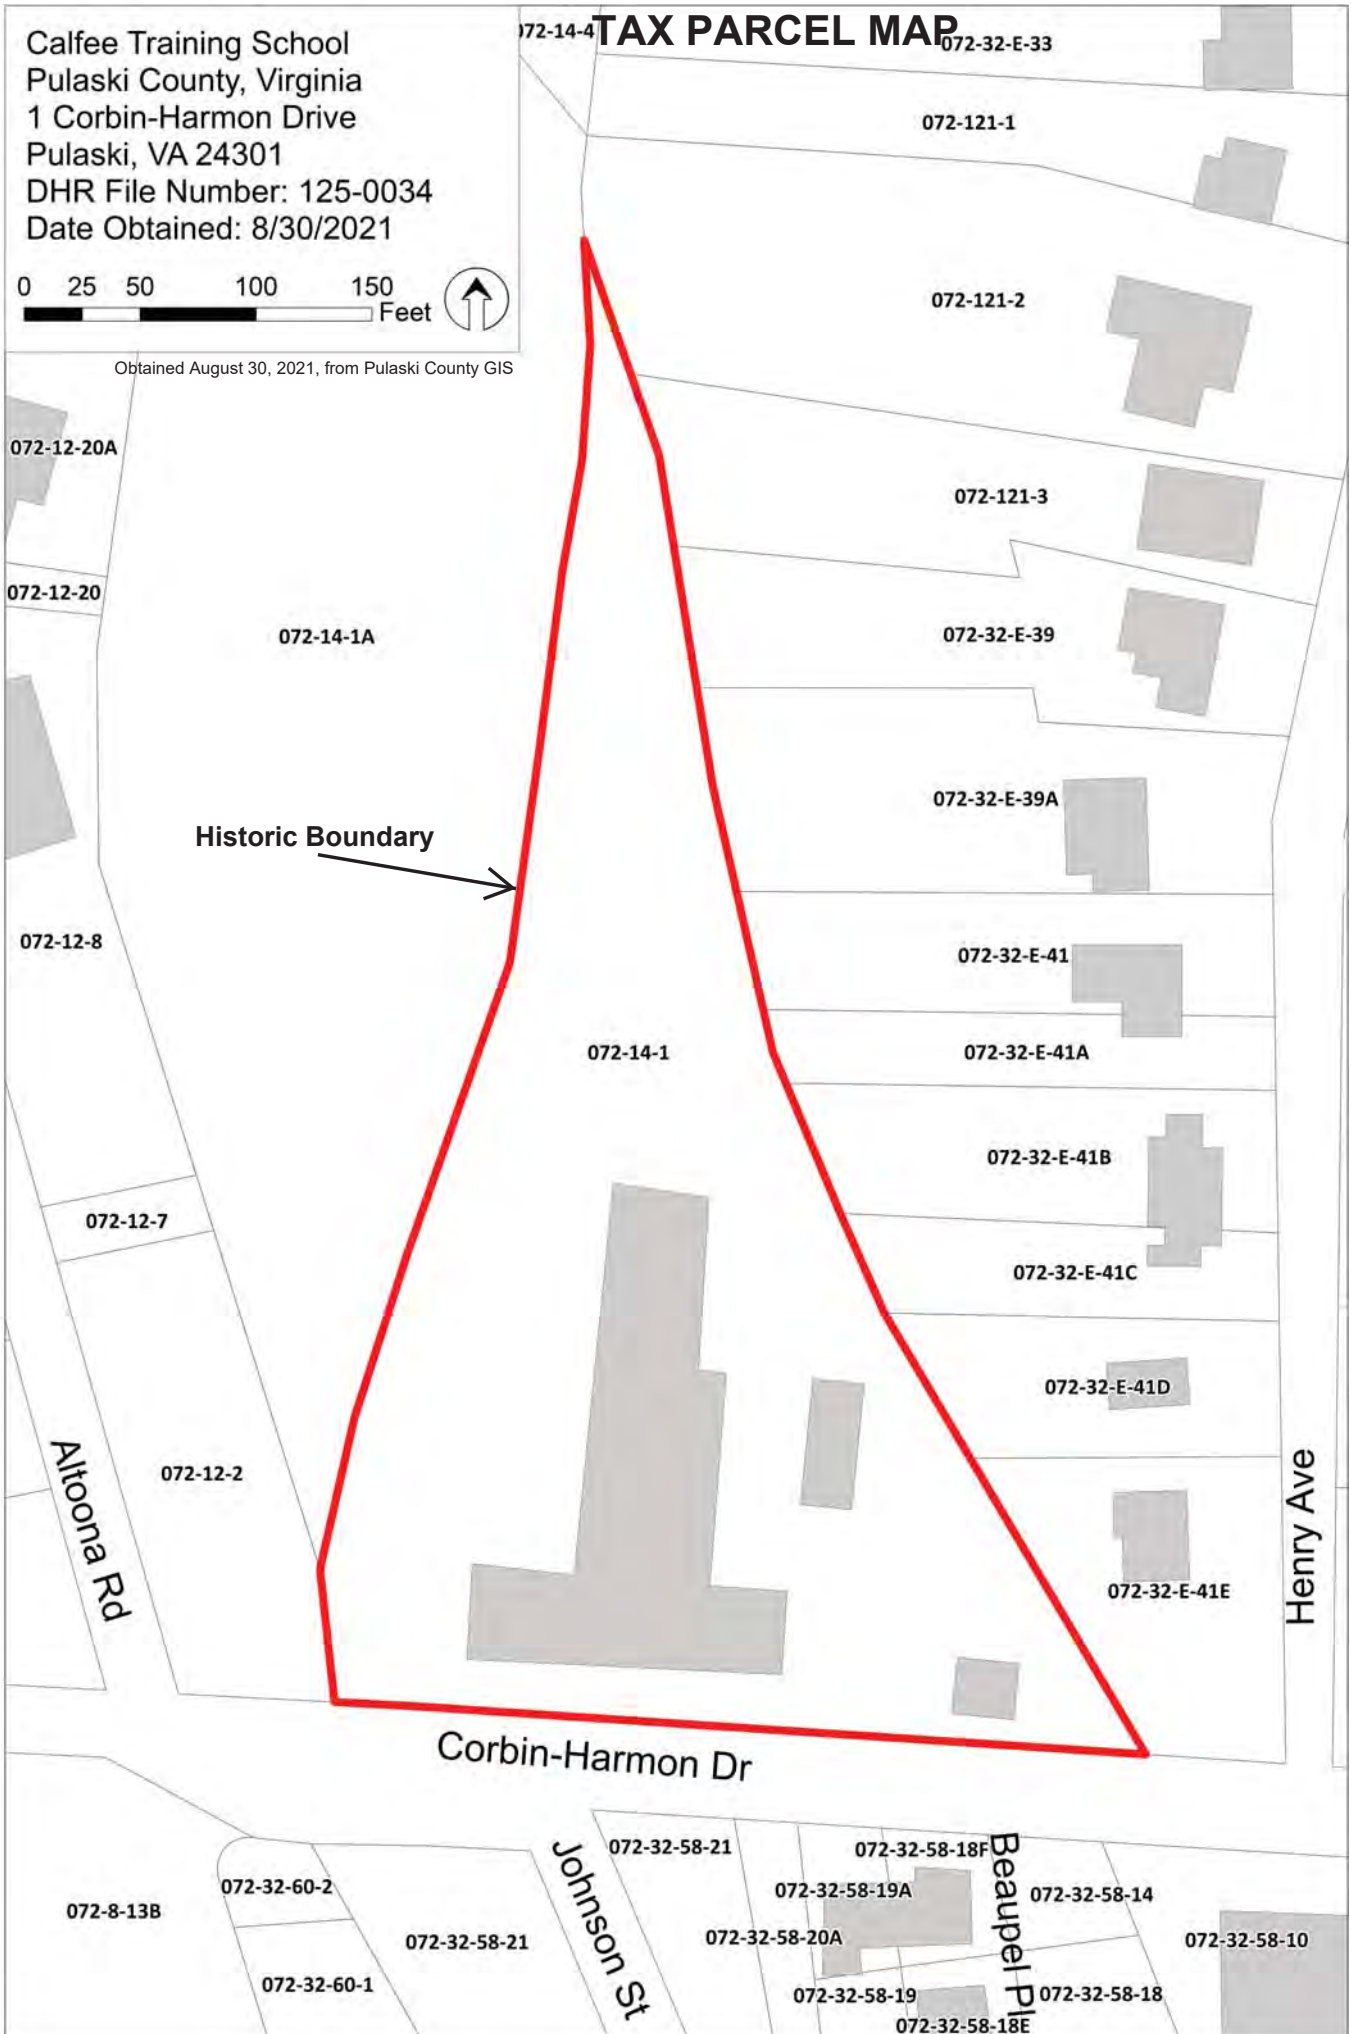 TAX PARCEL MAP
Calfee Training School
Pulaski County, Virginia
1 Corbin-Harmon Drive
Pulaski, VA 24301
DHR File Number: 125-0034
Date Obtained: 8/30/2021
0 25 50 100 150
Feet
Obtained August 30, 2021, from Pulaski County GIS
072-14-4
072-32-E-33
072-121-1
072-121-2
072-12-20A
072-121-3
072-12-20
072-14-1A
072-32-E-39
072-32-E-39A
Historic Boundary
072-12-8
072-32-E-41
072-14-1
072-32-E-41A
072-32-E-41B
072-12-7
072-32-E-41C
072-32-E-41D
072-12-2
Altoona Rd
Henry Ave
072-32-E-41E
Corbin-Harmon Dr
072-32-58-21
072-32-58-18F
Johnson St
Beaupel Pl
072-32-60-2
072-32-58-19A
072-32-58-14
072-8-13B
072-32-58-21
072-32-58-20A
072-32-58-10
072-32-60-1
072-32-58-19
072-32-58-18
072-32-58-18E